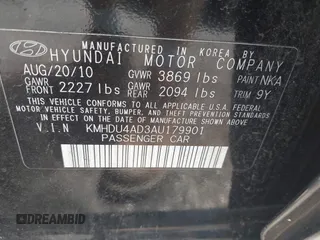 MANUFACTURED IN KOREA BY
HYUNDAI MOTOR COMPANY
AUG/20/10 GVWR 3869 lbs PAINT NKA
GAWR FRONT 2227 lbs GAWR REAR 2094 lbs TRIM 9Y
THIS VEHICLE CONFORMS TO ALL APPLICABLE U.S.A. FEDERAL
MOTOR VEHICLE SAFETY, BUMPER, AND THEFT PREVENTION
STANDARDS IN EFFECT ON THE DATE OF MANUFACTURE SHOWN ABOVE.
V.I.N KMHDU4AD3AU179901
PASSENGER CAR
DREAMBID